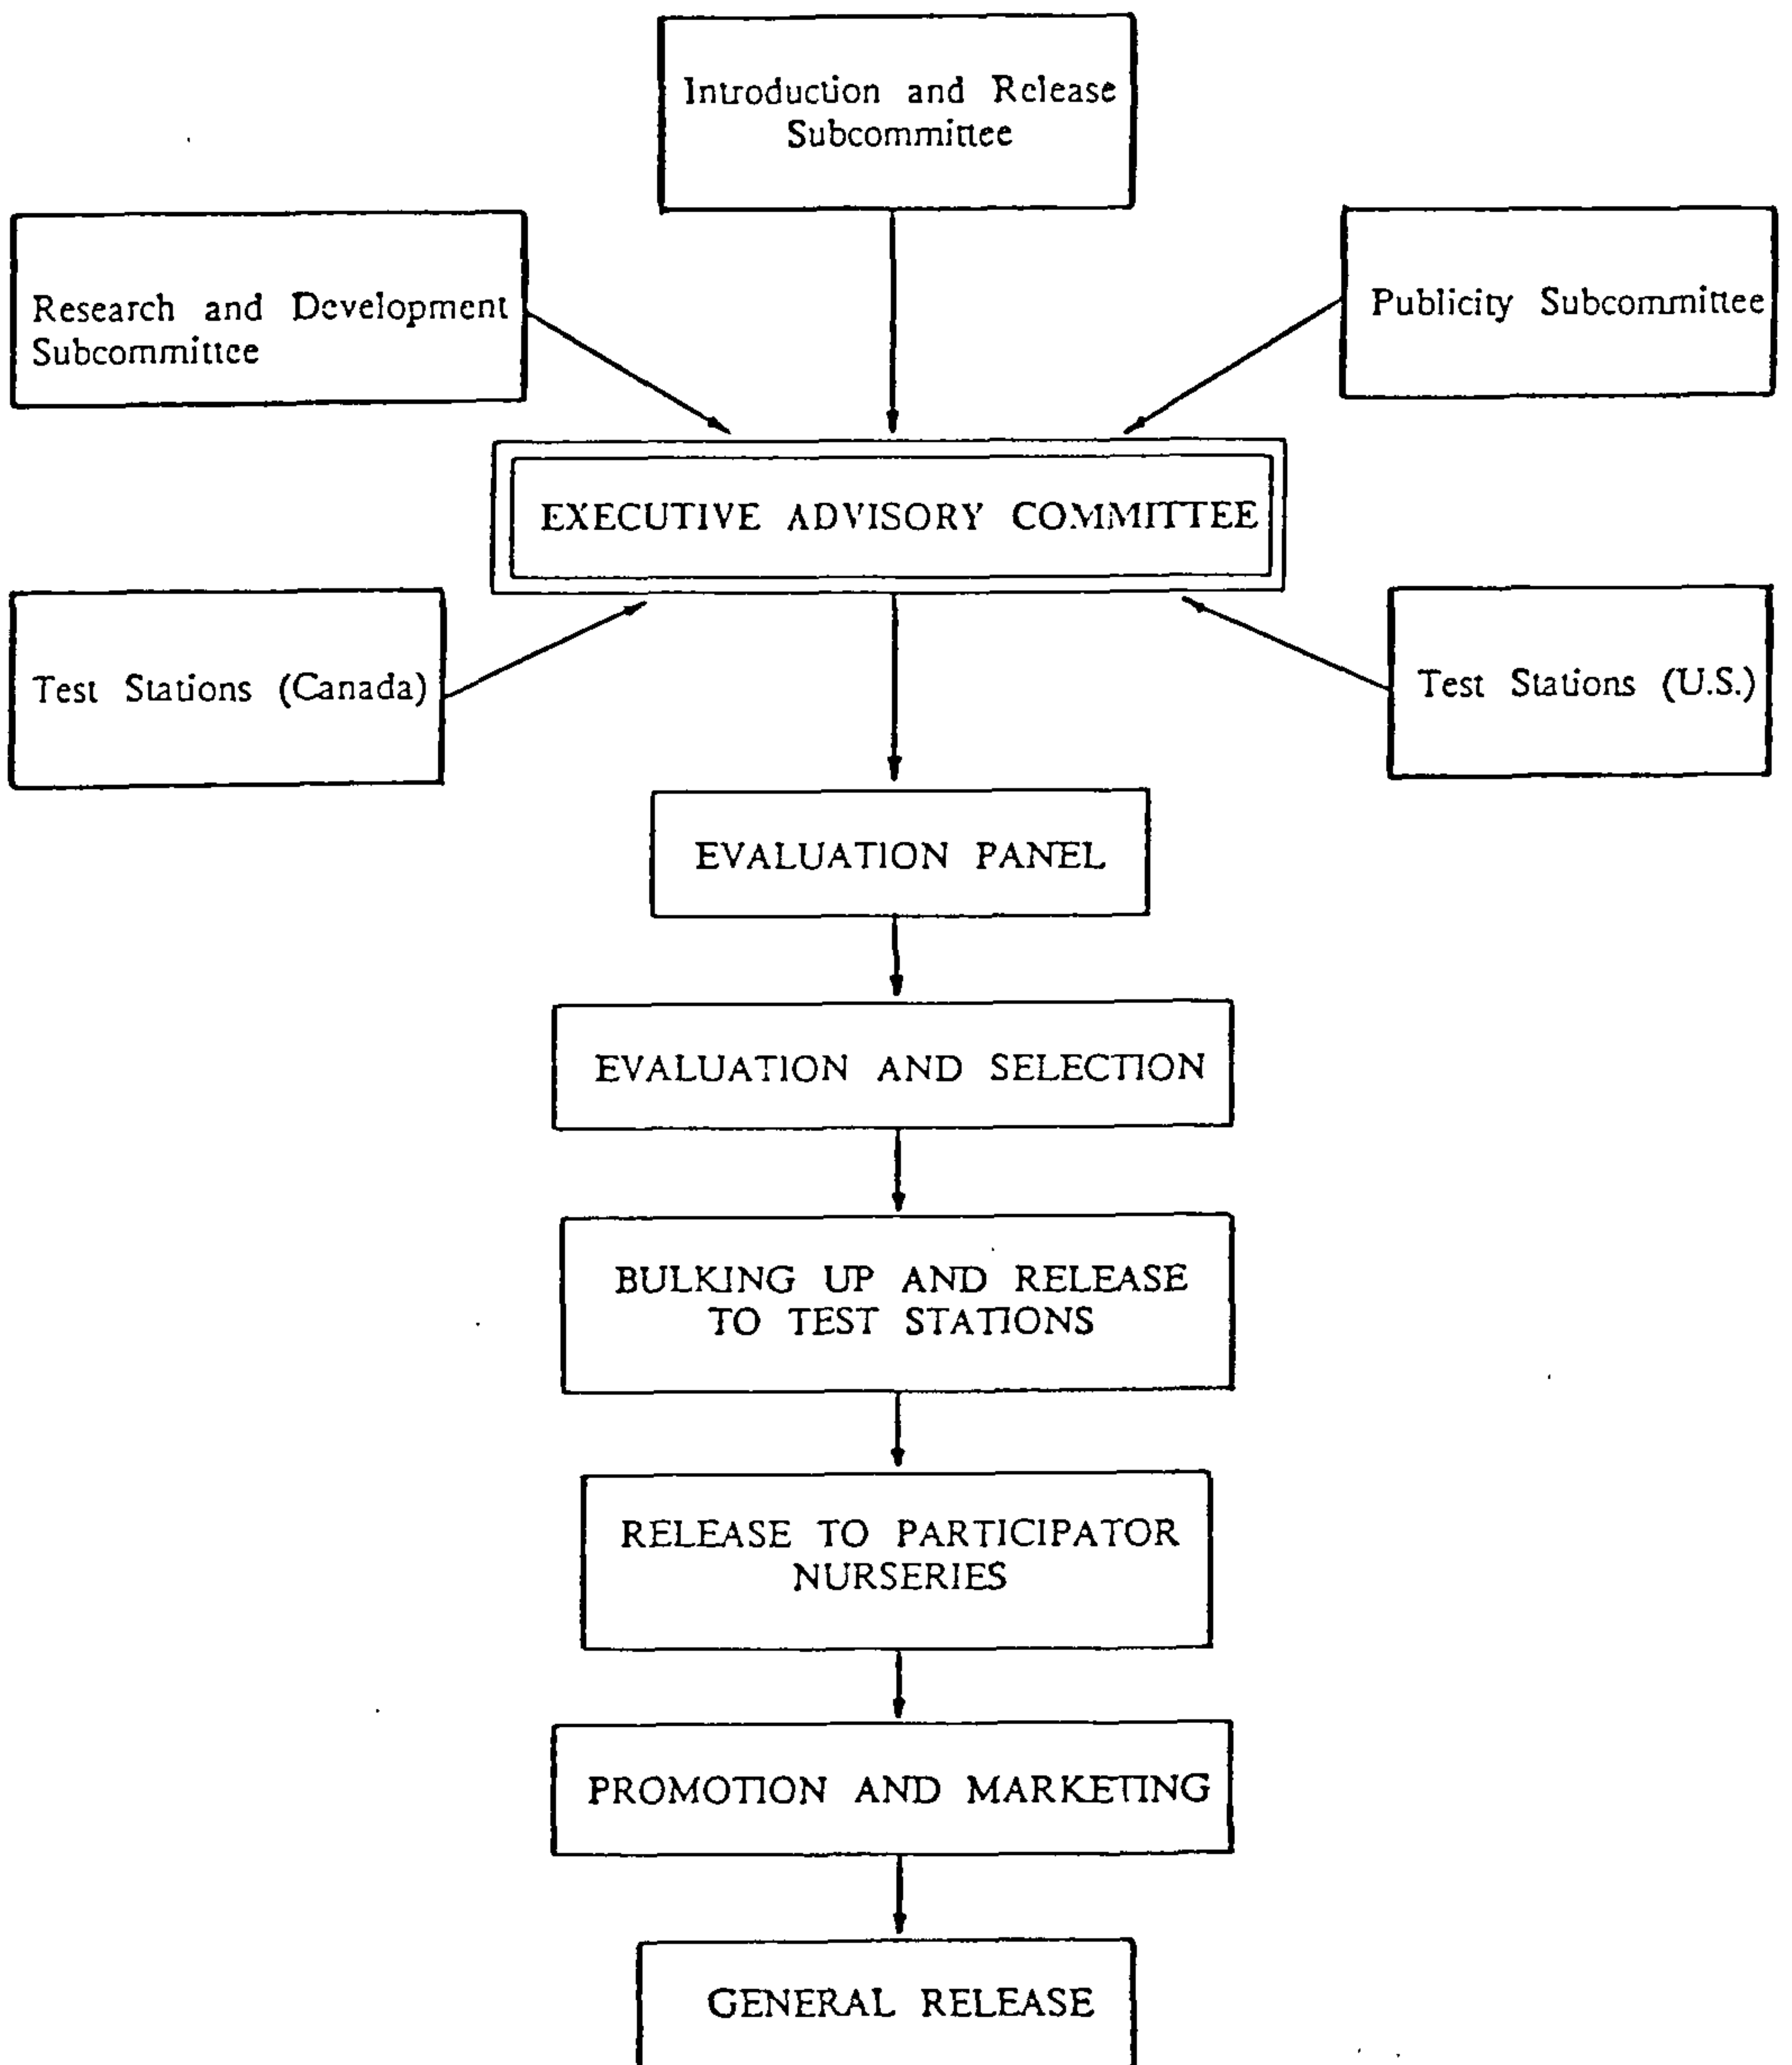 Introduction and Release
Subcommittee
Research and Development
Subcommittee
Publicity Subcommittee
EXECUTIVE ADVISORY COMMITTEE
Test Stations (Canada)
Test Stations (U.S.)
EVALUATION PANEL
EVALUATION AND SELECTION
BULKING UP AND RELEASE
TO TEST STATIONS
RELEASE TO PARTICIPATOR
NURSERIES
PROMOTION AND MARKETING
GENERAL RELEASE